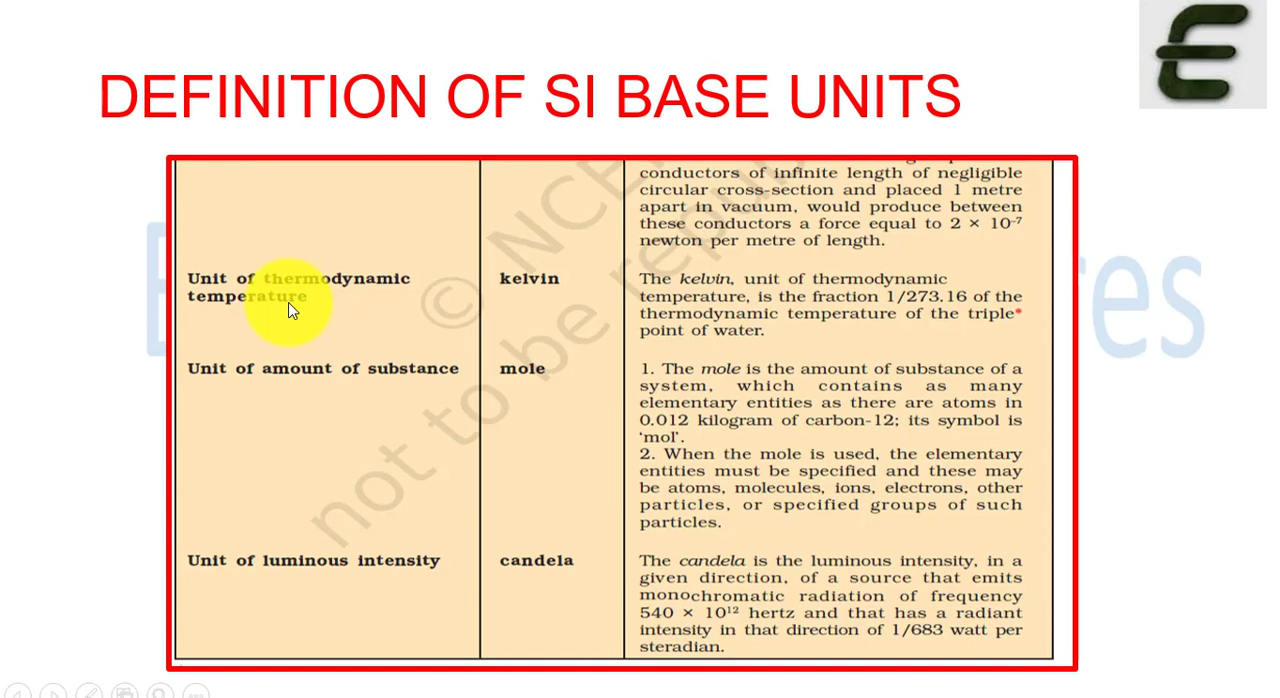 DEFINITION OF SI BASE UNITS
conductors of infinite length of negligible
circular cross-section and placed 1 metre
apart in vacuum, would produce between
these conductors a force equal to 2 × 10⁻⁷
newton per metre of length.
Unit of thermodynamic
temperature
kelvin
The kelvin, unit of thermodynamic
temperature, is the fraction 1/273.16 of the
thermodynamic temperature of the triple*
point of water.
Unit of amount of substance
mole
1. The mole is the amount of substance of a
system, which contains as many
elementary entities as there are atoms in
0.012 kilogram of carbon-12; its symbol is
‘mol’.
2. When the mole is used, the elementary
entities must be specified and these may
be atoms, molecules, ions, electrons, other
particles, or specified groups of such
particles.
Unit of luminous intensity
candela
The candela is the luminous intensity, in a
given direction, of a source that emits
monochromatic radiation of frequency
540 × 10¹² hertz and that has a radiant
intensity in that direction of 1/683 watt per
steradian.
not to be